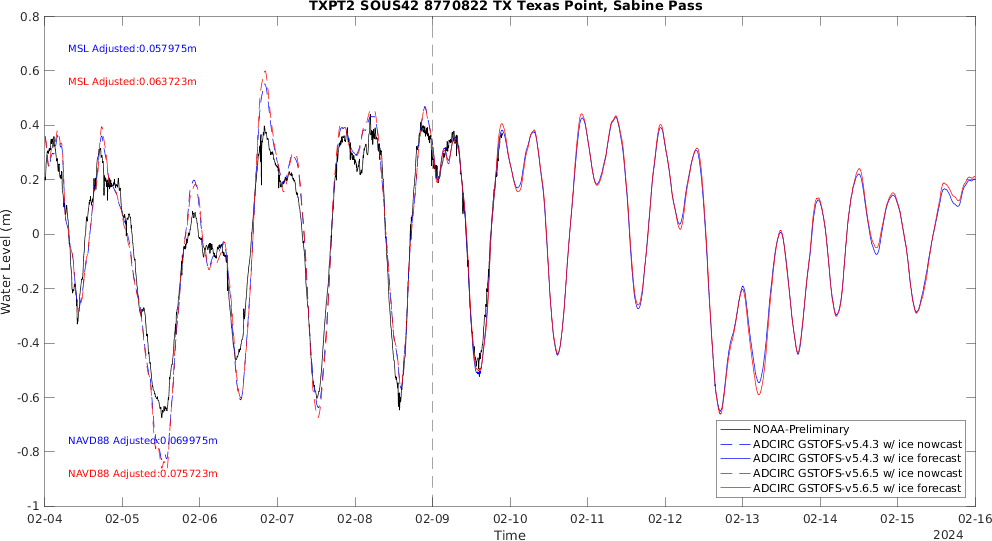 TXPT2 SOUS42 8770822 TX Texas Point, Sabine Pass
0.8
0.6
0.4
0.2
0
-0.2
-0.4
-0.6
-0.8
-1
Water Level (m)
MSL Adjusted:0.057975m
MSL Adjusted:0.063723m
NAVD88 Adjusted:0.069975m
NAVD88 Adjusted:0.075723m
NOAA-Preliminary
ADCIRC GSTOFS-v5.4.3 w/ ice nowcast
ADCIRC GSTOFS-v5.4.3 w/ ice forecast
ADCIRC GSTOFS-v5.6.5 w/ ice nowcast
ADCIRC GSTOFS-v5.6.5 w/ ice forecast
02-04 02-05 02-06 02-07 02-08 02-09 02-10 02-11 02-12 02-13 02-14 02-15 02-16
Time
2024